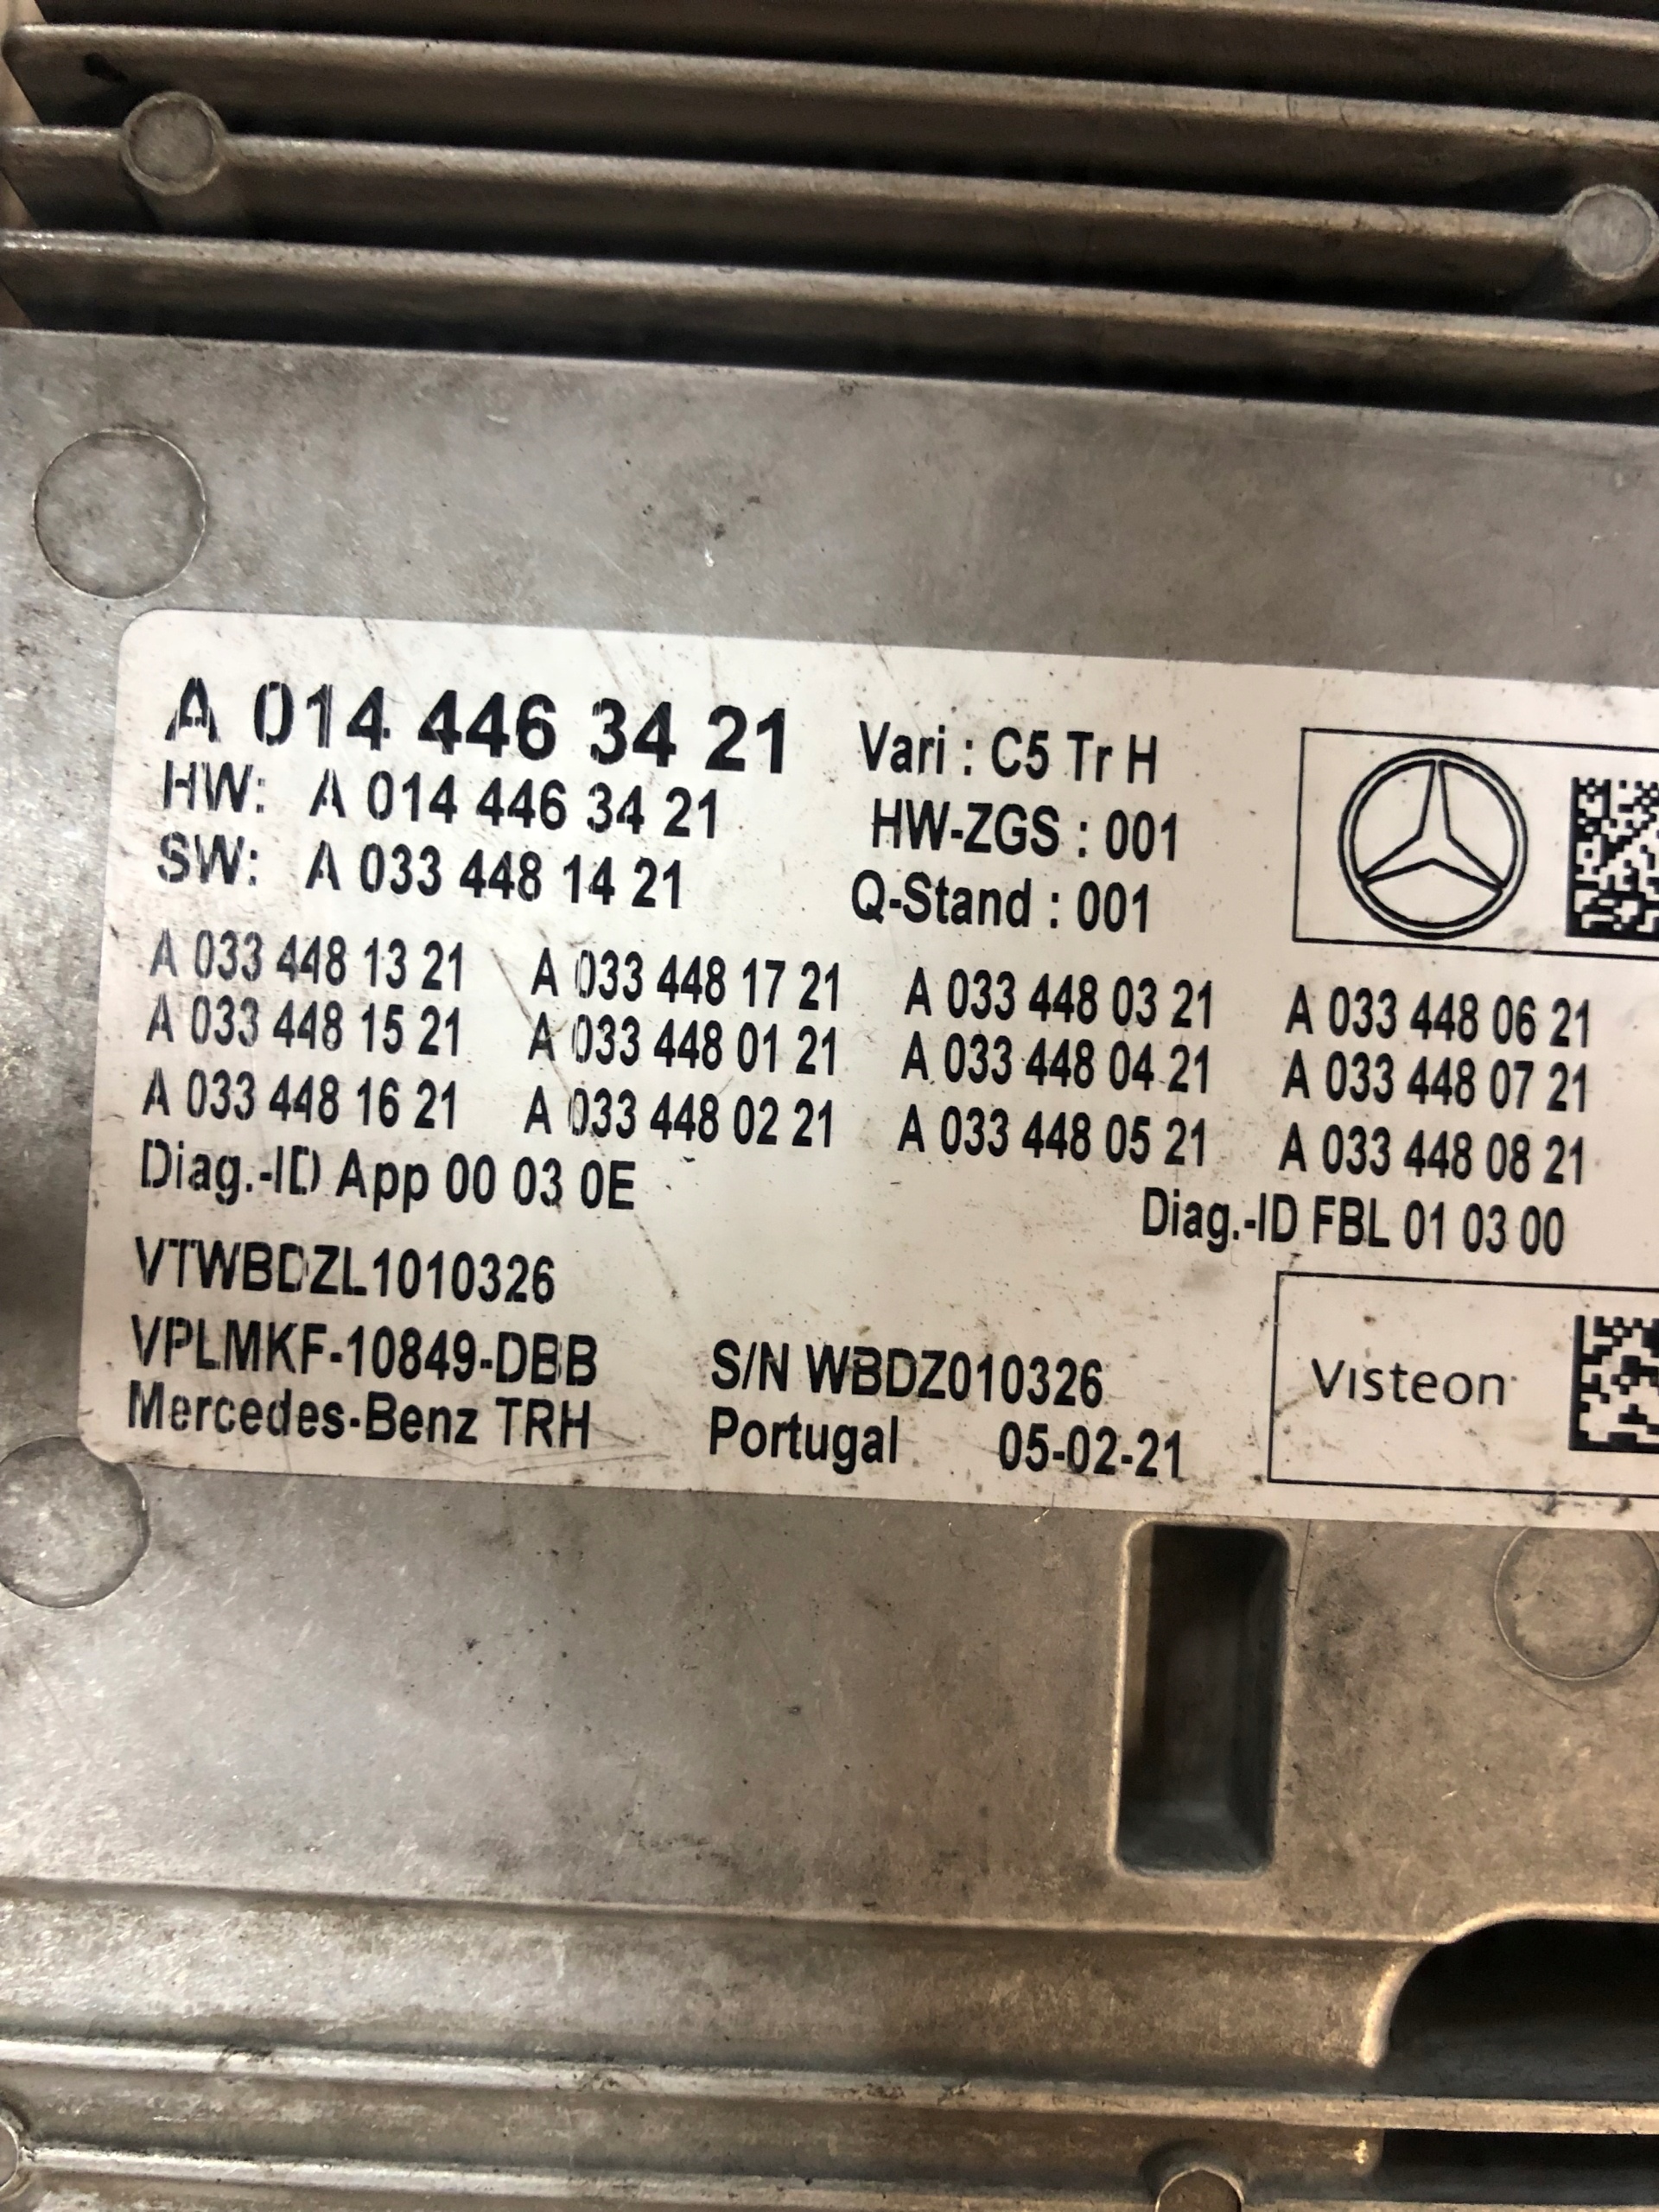 A 014 446 34 21 Vari : C5 Tr H
HW: A 014 446 34 21 HW-ZGS : 001
SW: A 033 448 14 21 Q-Stand : 001
A 033 448 13 21 A 033 448 17 21 A 033 448 03 21 A 033 448 06 21
A 033 448 15 21 A 033 448 01 21 A 033 448 04 21 A 033 448 07 21
A 033 448 16 21 A 033 448 02 21 A 033 448 05 21 A 033 448 08 21
Diag.-ID App 00 03 0E Diag.-ID FBL 01 03 00
VTWBDZL1010326
VPLMKF-10849-DBB S/N WBDZ010326 Visteon
Mercedes-Benz TRH Portugal 05-02-21